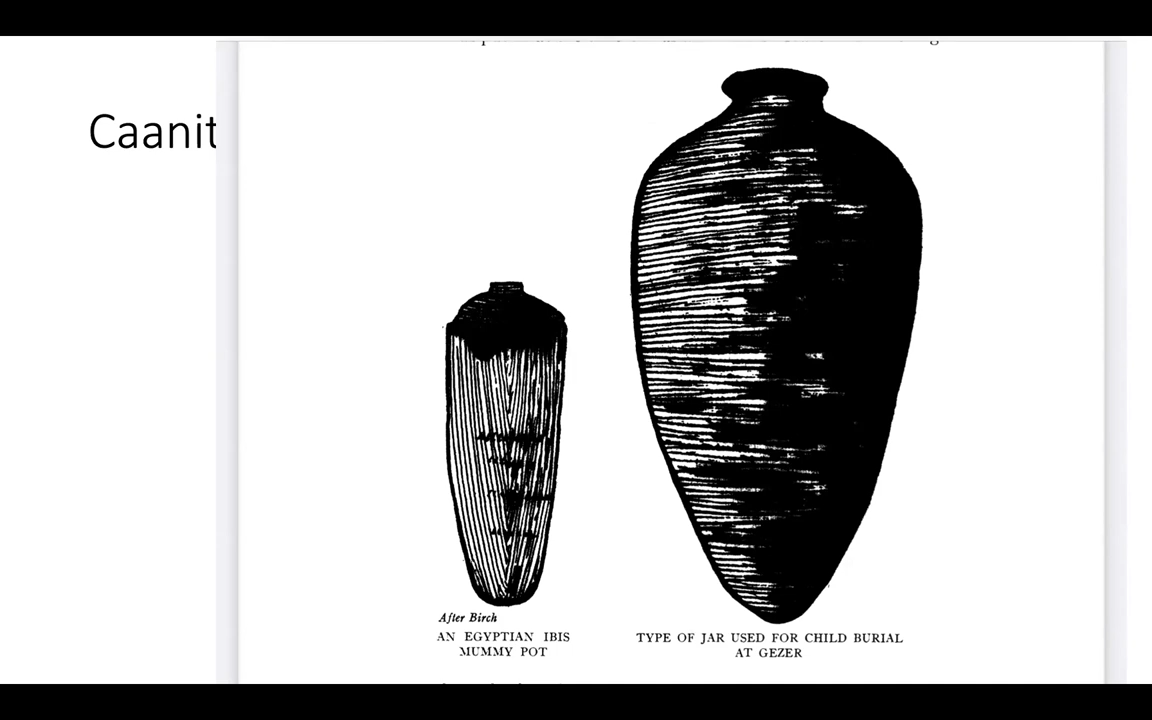 Caanit
After Birch
AN EGYPTIAN IBIS
MUMMY POT
TYPE OF JAR USED FOR CHILD BURIAL
AT GEZER